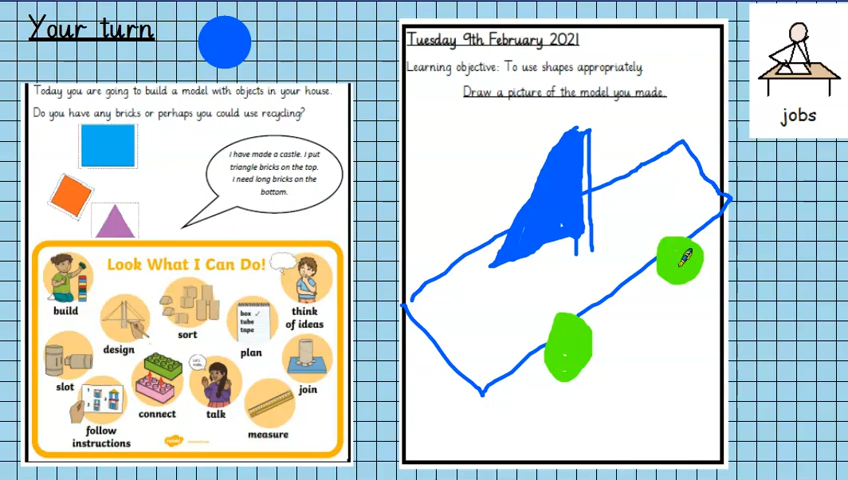 Your turn
Today you are going to build a model with objects in your house.
Do you have any bricks or perhaps you could use recycling?
I have made a castle. I put
triangle bricks on the top.
I need long bricks on the
bottom.
Look What I Can Do!
build
design
sort
box ✓
tube
tape
plan
think
of ideas
slot
follow
instructions
connect
talk
measure
join
Tuesday 9th February 2021
Learning objective: To use shapes appropriately
Draw a picture of the model you made.
jobs